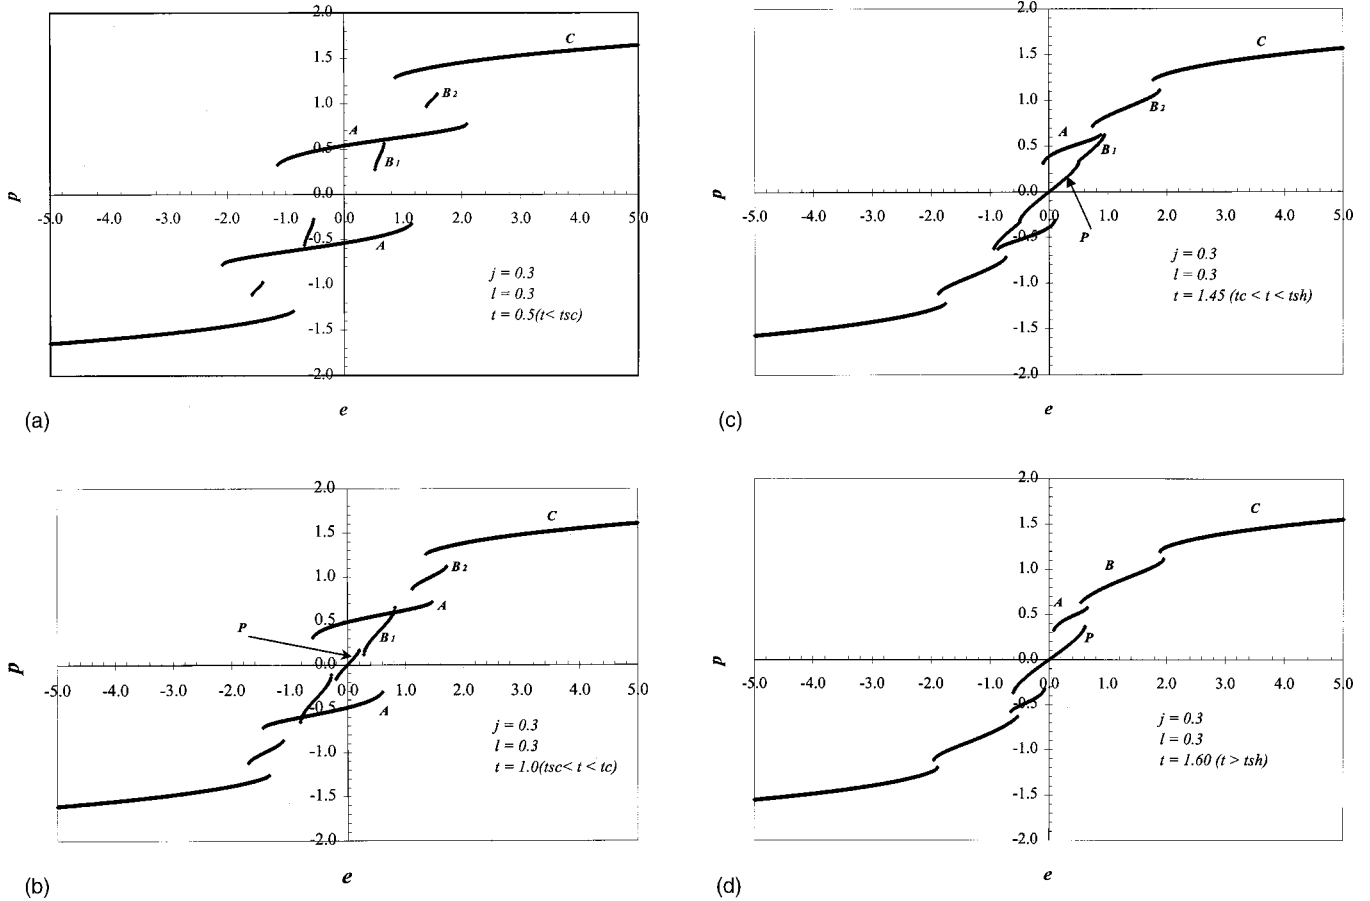 2.0
C
1.5
B2
1.0
A
0.5
B1
0.0
p
-5.0 -4.0 -3.0 -2.0 -1.0 0.0 1.0 2.0 3.0 4.0 5.0
-0.5
A
j = 0.3
-1.0
l = 0.3
t = 0.5(t< tsc)
-1.5
-2.0
(a)
e
2.0
C
1.5
B2
1.0
A
0.5
B1
0.0
p
-5.0 -4.0 -3.0 -2.0 -1.0 0.0 1.0 2.0 3.0 4.0 5.0
-0.5
P
j = 0.3
-1.0
l = 0.3
t = 1.45 (tc < t < tsh)
-1.5
-2.0
(c)
e
2.0
C
1.5
B2
1.0
A
0.5
P
B1
0.0
p
-5.0 -4.0 -3.0 -2.0 -1.0 0.0 1.0 2.0 3.0 4.0 5.0
-0.5
A
j = 0.3
-1.0
l = 0.3
t = 1.0(tsc< t < tc)
-1.5
-2.0
(b)
e
2.0
C
1.5
B
1.0
A
0.5
P
0.0
p
-5.0 -4.0 -3.0 -2.0 -1.0 0.0 1.0 2.0 3.0 4.0 5.0
-0.5
j = 0.3
-1.0
l = 0.3
t = 1.60 (t > tsh)
-1.5
-2.0
(d)
e